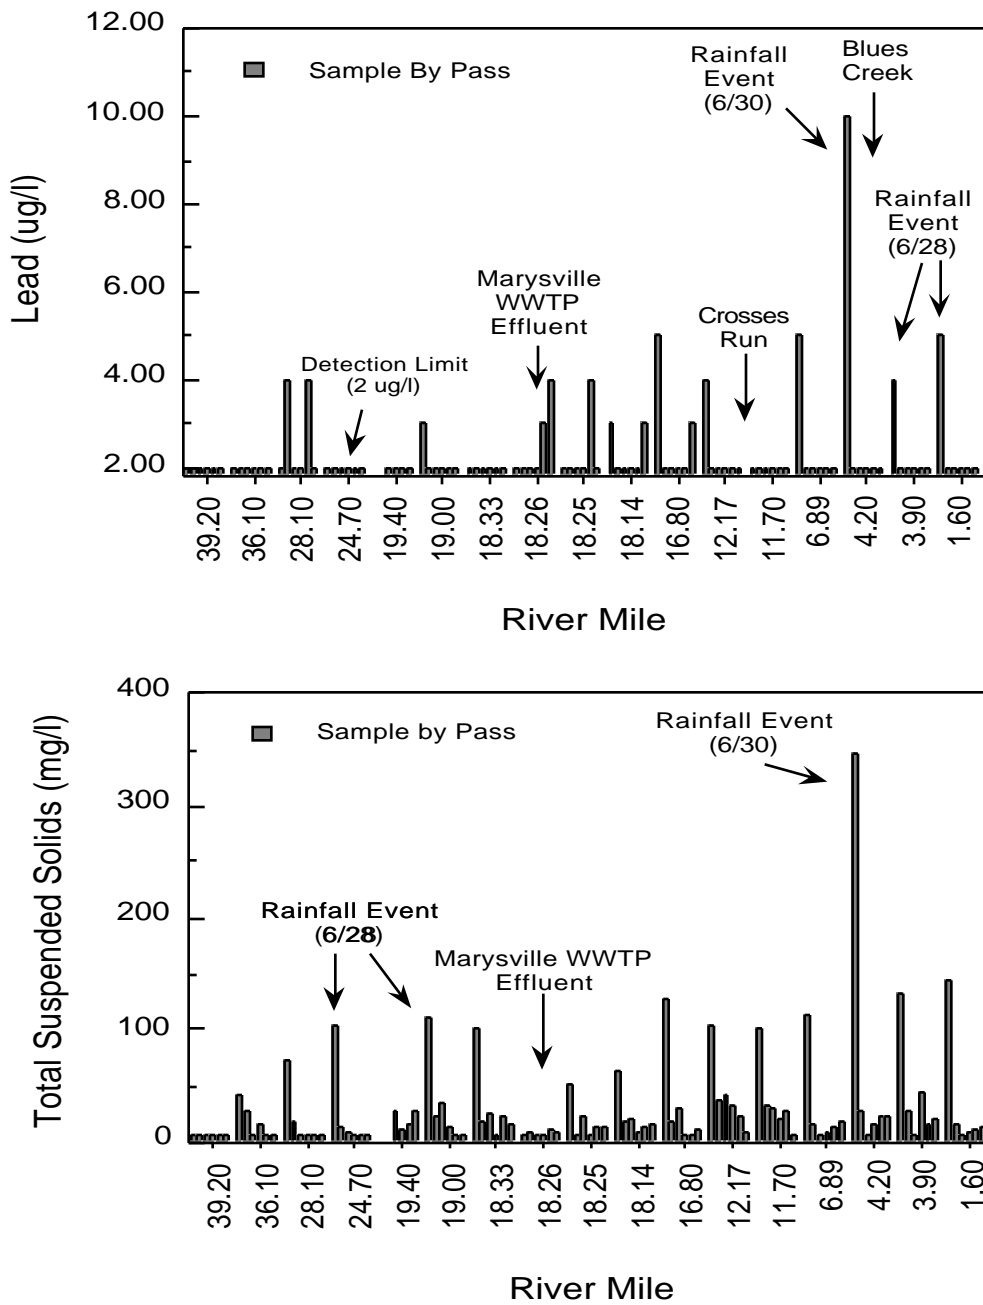 12.00
10.00
8.00
6.00
4.00
2.00
Lead (ug/l)
Sample By Pass
Rainfall
Event
(6/30)
Blues
Creek
Rainfall
Event
(6/28)
Marysville
WWTP
Effluent
Crosses
Run
Detection Limit
(2 ug/l)
39.20
36.10
28.10
24.70
19.40
19.00
18.33
18.26
18.25
18.14
16.80
12.17
11.70
6.89
4.20
3.90
1.60
River Mile
400
300
200
100
0
Total Suspended Solids (mg/l)
Sample by Pass
Rainfall Event
(6/30)
Rainfall Event
(6/28)
Marysville WWTP
Effluent
39.20
36.10
28.10
24.70
19.40
19.00
18.33
18.26
18.25
18.14
16.80
12.17
11.70
6.89
4.20
3.90
1.60
River Mile